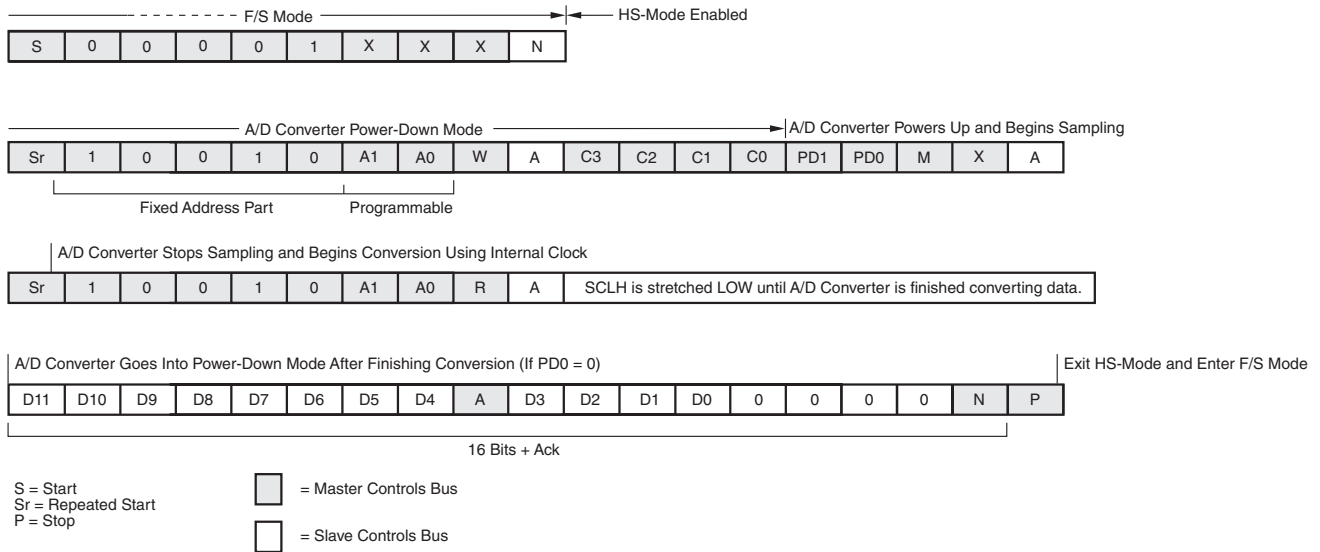 F/S Mode HS-Mode Enabled
S 0 0 0 0 1 X X X N
A/D Converter Power-Down Mode A/D Converter Powers Up and Begins Sampling
Sr 1 0 0 1 0 A1 A0 W A C3 C2 C1 C0 PD1 PD0 M X A
Fixed Address Part Programmable
A/D Converter Stops Sampling and Begins Conversion Using Internal Clock
Sr 1 0 0 1 0 A1 A0 R A SCLH is stretched LOW until A/D Converter is finished converting data.
A/D Converter Goes Into Power-Down Mode After Finishing Conversion (If PD0 = 0) Exit HS-Mode and Enter F/S Mode
D11 D10 D9 D8 D7 D6 D5 D4 A D3 D2 D1 D0 0 0 0 0 N P
16 Bits + Ack
S = Start
Sr = Repeated Start
P = Stop
= Master Controls Bus
= Slave Controls Bus